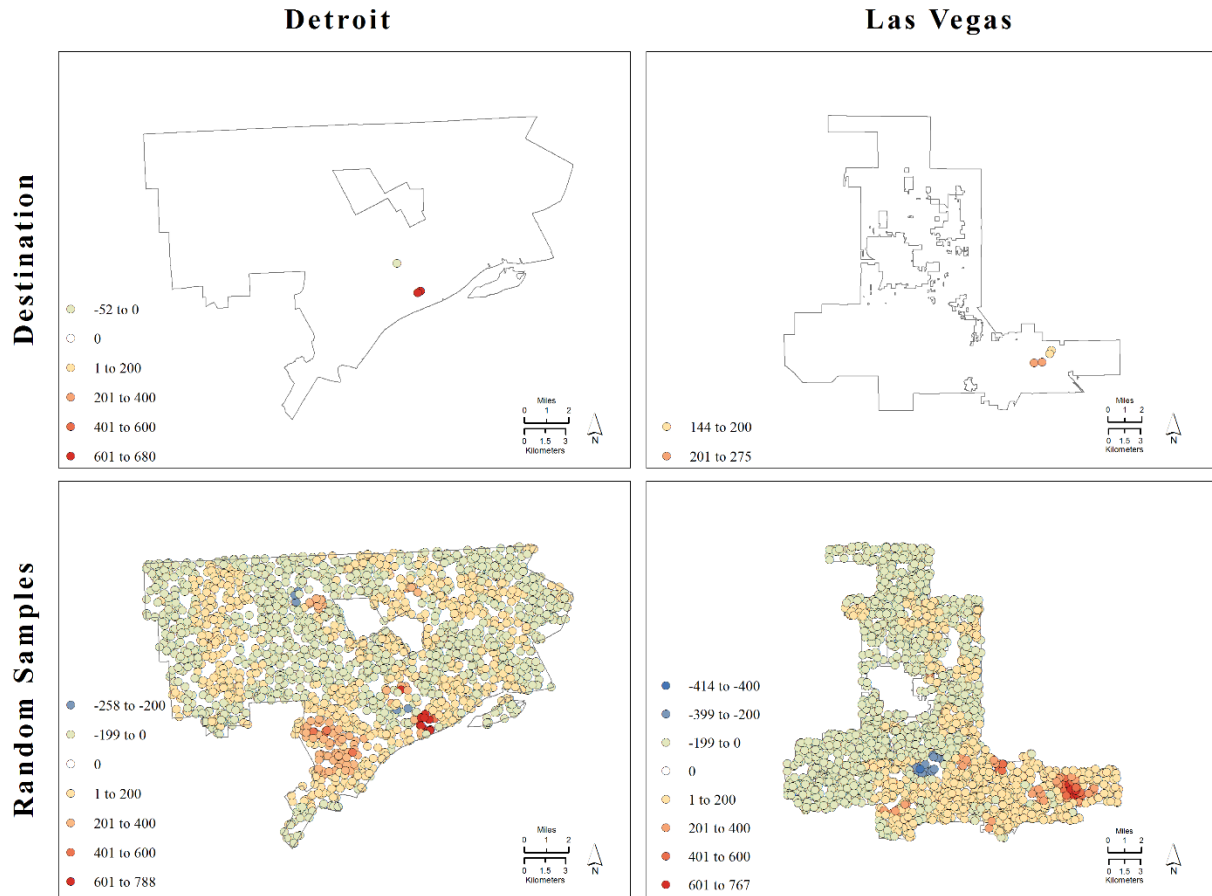 Detroit
Las Vegas
Destination
-52 to 0
0
1 to 200
201 to 400
401 to 600
601 to 680
Miles
0 1 2
0 1.5 3
Kilometers
N
144 to 200
201 to 275
Miles
0 1 2
0 1.5 3
Kilometers
N
Random Samples
-258 to -200
-199 to 0
0
1 to 200
201 to 400
401 to 600
601 to 788
Miles
0 1 2
0 1.5 3
Kilometers
N
-414 to -400
-399 to -200
-199 to 0
0
1 to 200
201 to 400
401 to 600
601 to 767
Miles
0 1 2
0 1.5 3
Kilometers
N